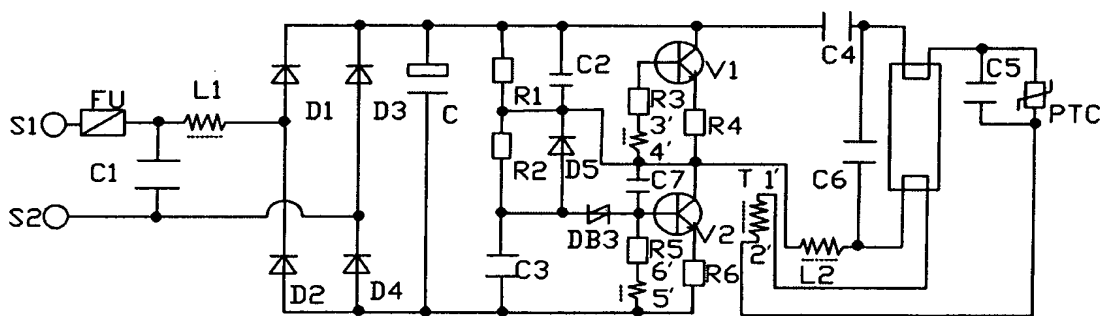 S1
FU
L1
C1
S2
D1
D2
D3
D4
C
R1
R2
C3
C2
D5
DB3
R3
3'
4'
C7
R5
6'
5'
V1
R4
V2
R6
T 1'
2'
L2
C4
C6
C5
PTC